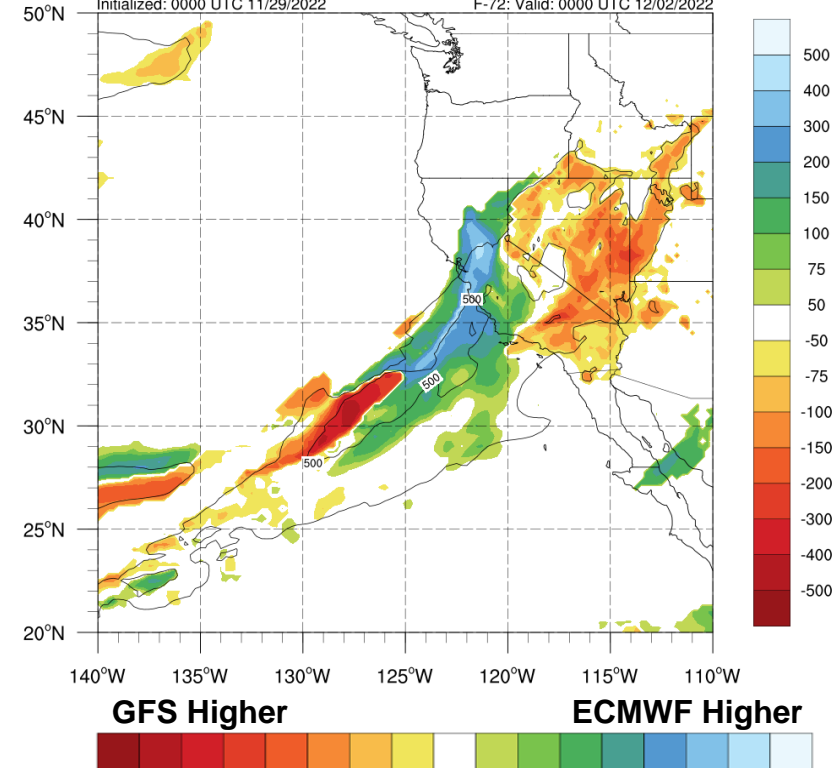 Initialized: 0000 UTC 11/29/2022 F-72: Valid: 0000 UTC 12/02/2022
50°N
45°N
40°N
35°N
30°N
25°N
20°N
500
500
500
140°W 135°W 130°W 125°W 120°W 115°W 110°W
500
400
300
200
150
100
75
50
-50
-75
-100
-150
-200
-300
-400
-500
GFS Higher ECMWF Higher